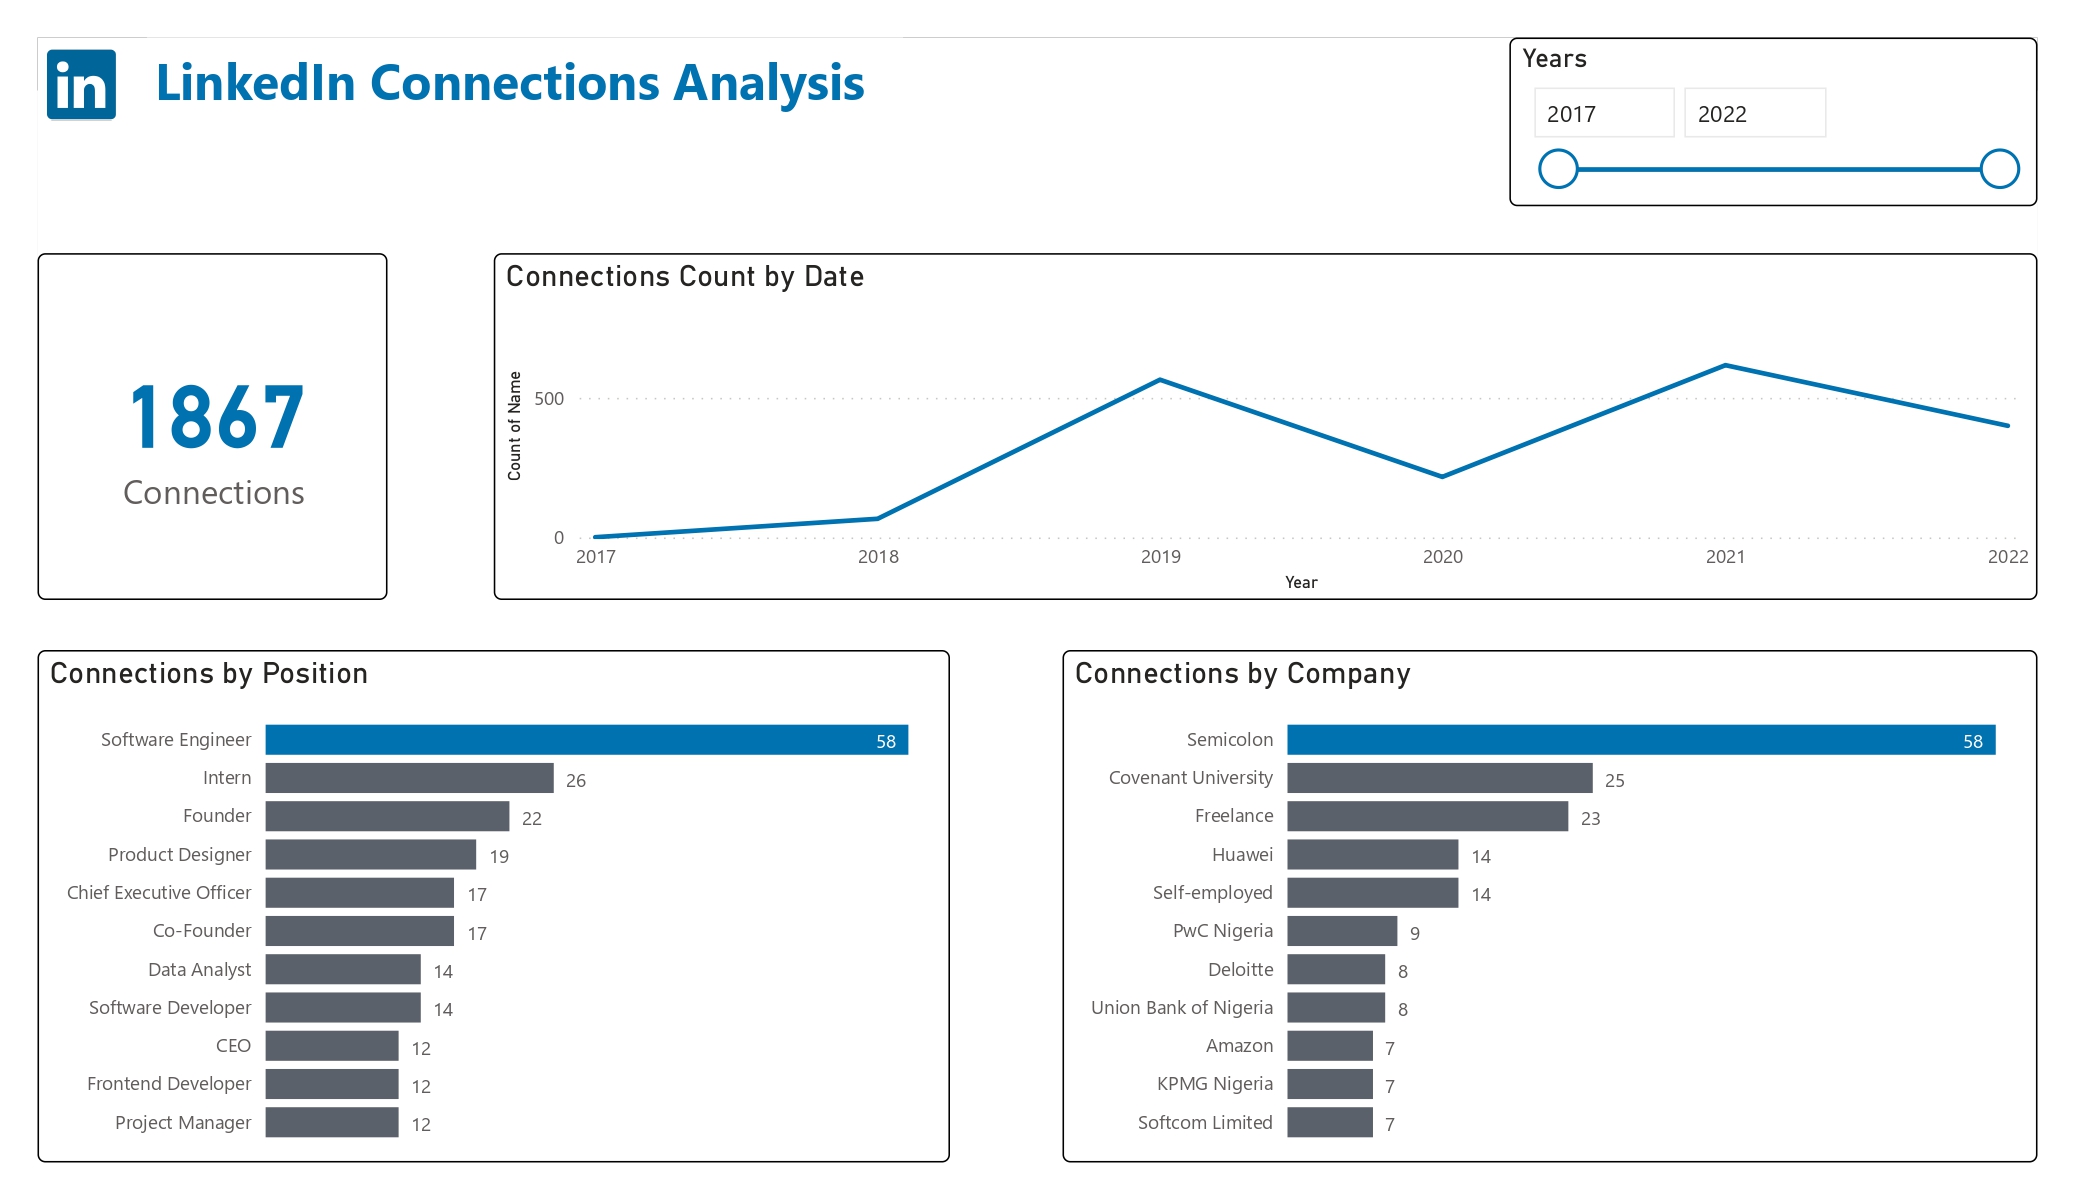 in
LinkedIn Connections Analysis
Years
2017 2022
1867
Connections
Connections Count by Date
Count of Name
500
0
2017 2018 2019 2020 2021 2022
Year
Connections by Position
Software Engineer 58
Intern 26
Founder 22
Product Designer 19
Chief Executive Officer 17
Co-Founder 17
Data Analyst 14
Software Developer 14
CEO 12
Frontend Developer 12
Project Manager 12
Connections by Company
Semicolon 58
Covenant University 25
Freelance 23
Huawei 14
Self-employed 14
PwC Nigeria 9
Deloitte 8
Union Bank of Nigeria 8
Amazon 7
KPMG Nigeria 7
Softcom Limited 7